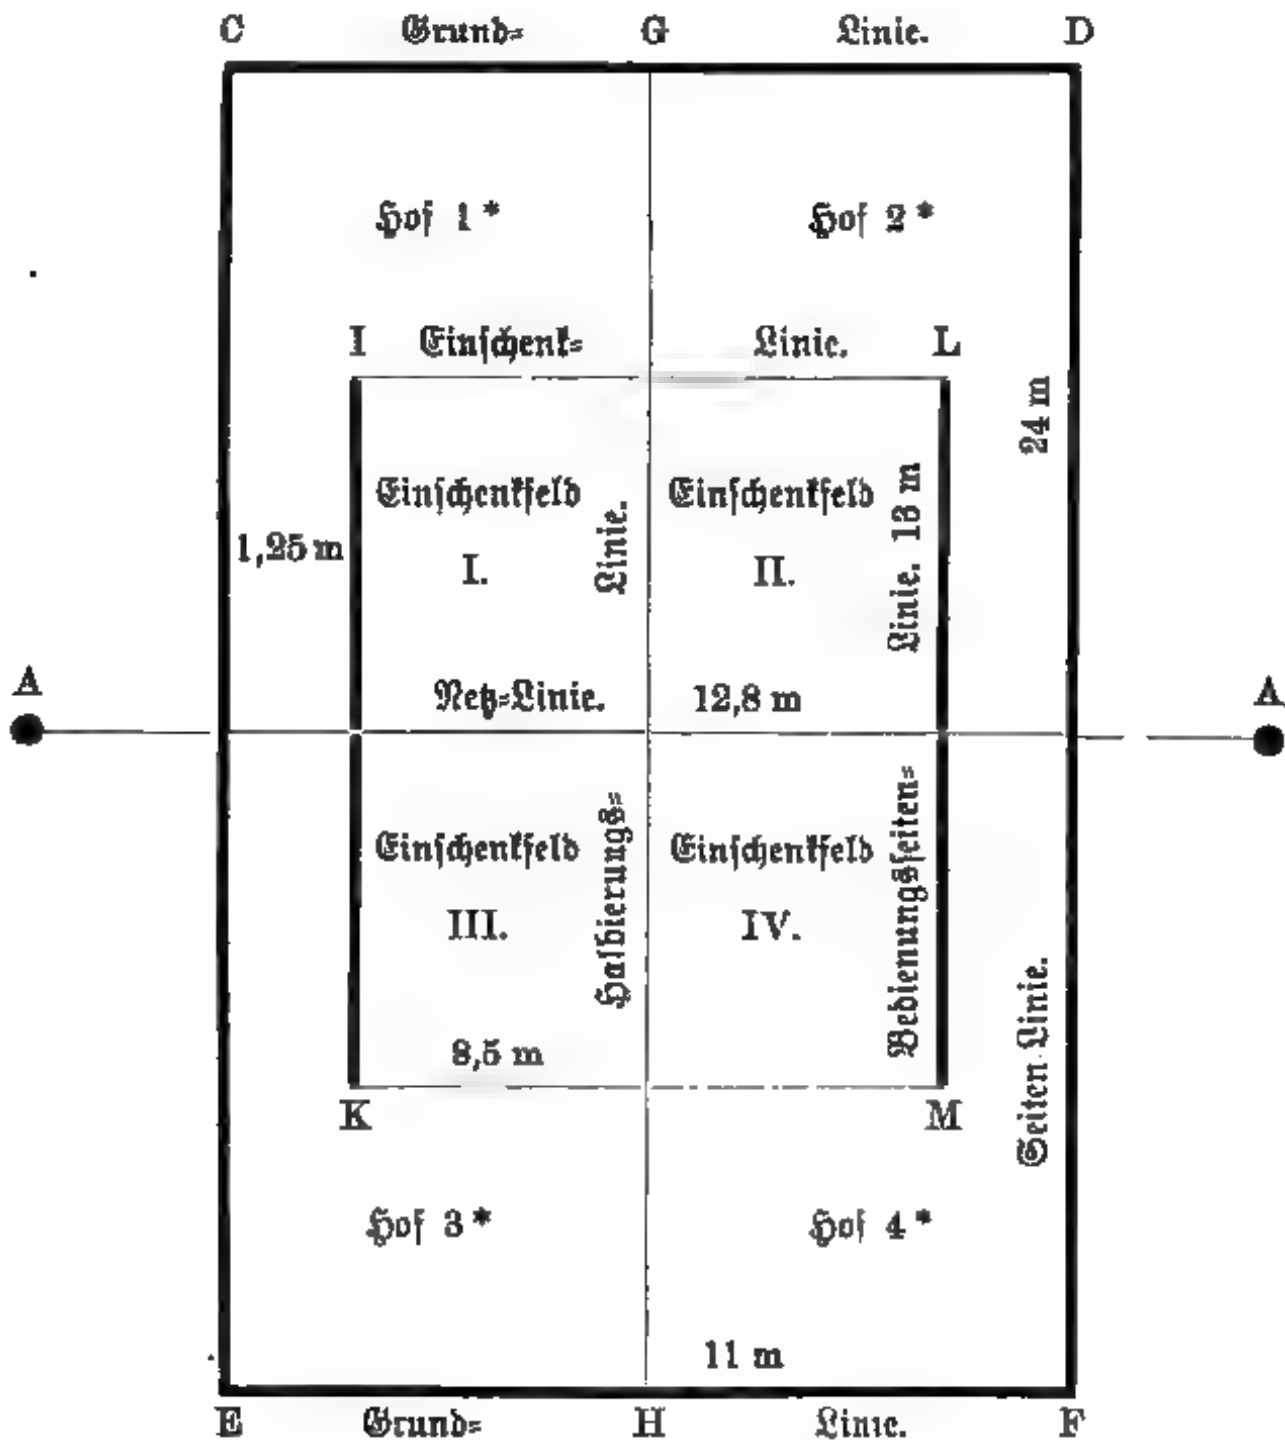 C Grund= G Linie. D
Hof 1* Hof 2*
I Einschenk= Linie. L
24 m
Einschenkfeld Einschenkfeld
I. II.
Linie.
Linie. 13 m
1,25 m
A Netz=Linie. 12,8 m A
Einschenkfeld Einschenkfeld
III. IV.
Halbierungs=
Bedienungsseiten=
Seiten Linie.
8,5 m
K M
Hof 3* Hof 4*
11 m
E Grund= H Linie. F